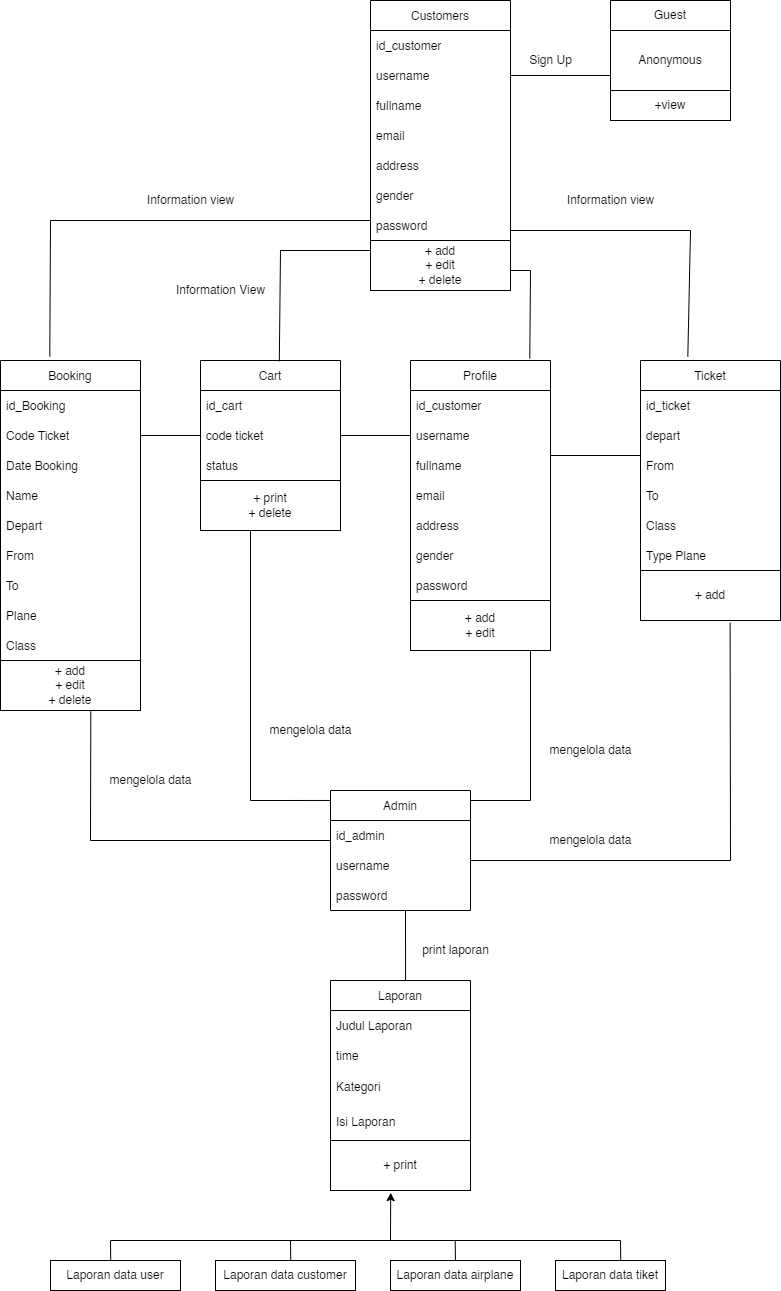 Customers
id_customer
username
fullname
email
address
gender
password
+ add
+ edit
+ delete
Sign Up
Guest
Anonymous
+view
Information view
Information View
Information view
Booking
id_Booking
Code Ticket
Date Booking
Name
Depart
From
To
Plane
Class
+ add
+ edit
+ delete
Cart
id_cart
code ticket
status
+ print
+ delete
Profile
id_customer
username
fullname
email
address
gender
password
+ add
+ edit
Ticket
id_ticket
depart
From
To
Class
Type Plane
+ add
mengelola data
mengelola data
mengelola data
mengelola data
Admin
id_admin
username
password
print laporan
Laporan
Judul Laporan
time
Kategori
Isi Laporan
+ print
Laporan data user
Laporan data customer
Laporan data airplane
Laporan data tiket